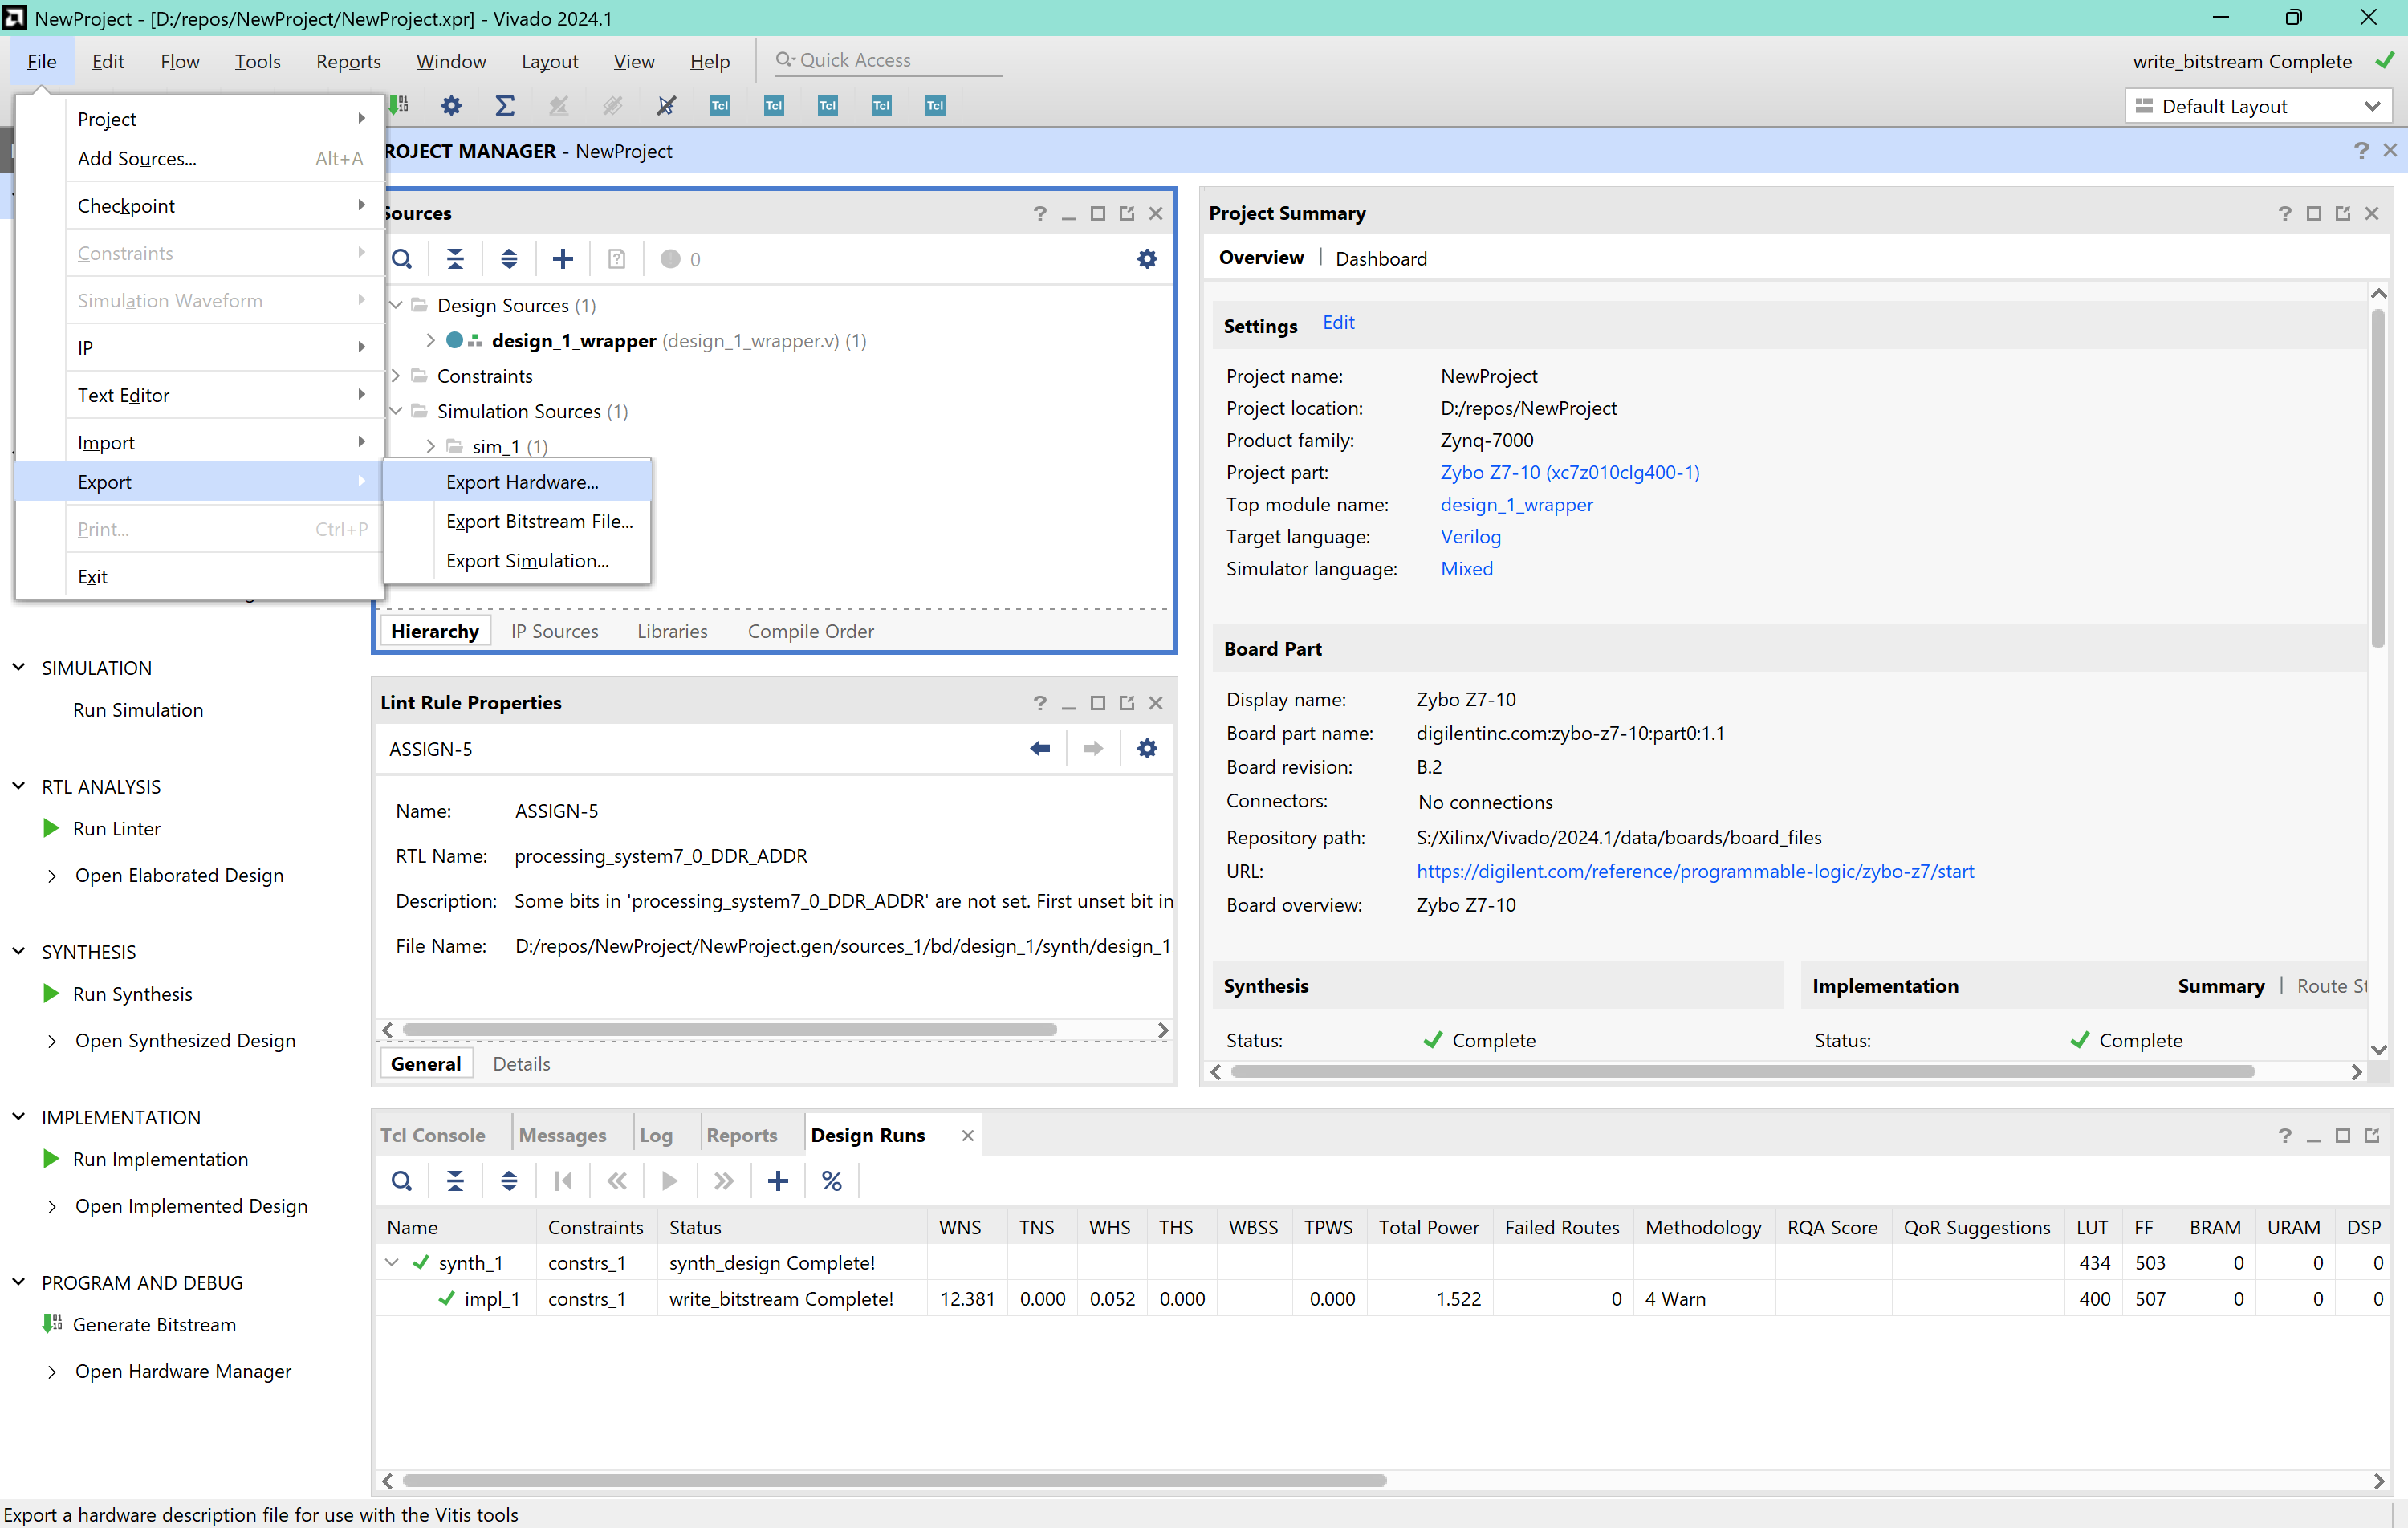 NewProject - [D:/repos/NewProject/NewProject.xpr] - Vivado 2024.1
File Edit Flow Tools Reports Window Layout View Help Quick Access write_bitstream Complete
Tcl Tcl Tcl Tcl Tcl Default Layout
Project
Add Sources... Alt+A
Checkpoint
Constraints
Simulation Waveform
IP
Text Editor
Import
Export
Print... Ctrl+P
Exit
Export Hardware...
Export Bitstream File...
Export Simulation...
ROJECT MANAGER - NewProject
Sources
0
Design Sources (1)
design_1_wrapper (design_1_wrapper.v) (1)
Constraints
Simulation Sources (1)
sim_1 (1)
Hierarchy IP Sources Libraries Compile Order
SIMULATION
Run Simulation
RTL ANALYSIS
Run Linter
Open Elaborated Design
SYNTHESIS
Run Synthesis
Open Synthesized Design
IMPLEMENTATION
Run Implementation
Open Implemented Design
PROGRAM AND DEBUG
Generate Bitstream
Open Hardware Manager
Lint Rule Properties
ASSIGN-5
Name: ASSIGN-5
RTL Name: processing_system7_0_DDR_ADDR
Description: Some bits in 'processing_system7_0_DDR_ADDR' are not set. First unset bit in
File Name: D:/repos/NewProject/NewProject.gen/sources_1/bd/design_1/synth/design_1.
General Details
Project Summary
Overview | Dashboard
Settings Edit
Project name: NewProject
Project location: D:/repos/NewProject
Product family: Zynq-7000
Project part: Zybo Z7-10 (xc7z010clg400-1)
Top module name: design_1_wrapper
Target language: Verilog
Simulator language: Mixed
Board Part
Display name: Zybo Z7-10
Board part name: digilentinc.com:zybo-z7-10:part0:1.1
Board revision: B.2
Connectors: No connections
Repository path: S:/Xilinx/Vivado/2024.1/data/boards/board_files
URL: https://digilent.com/reference/programmable-logic/zybo-z7/start
Board overview: Zybo Z7-10
Synthesis
Status: Complete
Implementation Summary | Route St
Status: Complete
Tcl Console Messages Log Reports Design Runs
Name Constraints Status WNS TNS WHS THS WBSS TPWS Total Power Failed Routes Methodology RQA Score QoR Suggestions LUT FF BRAM URAM DSP
synth_1 constrs_1 synth_design Complete! 434 503 0 0 0
impl_1 constrs_1 write_bitstream Complete! 12.381 0.000 0.052 0.000 0.000 1.522 0 4 Warn 400 507 0 0 0
Export a hardware description file for use with the Vitis tools